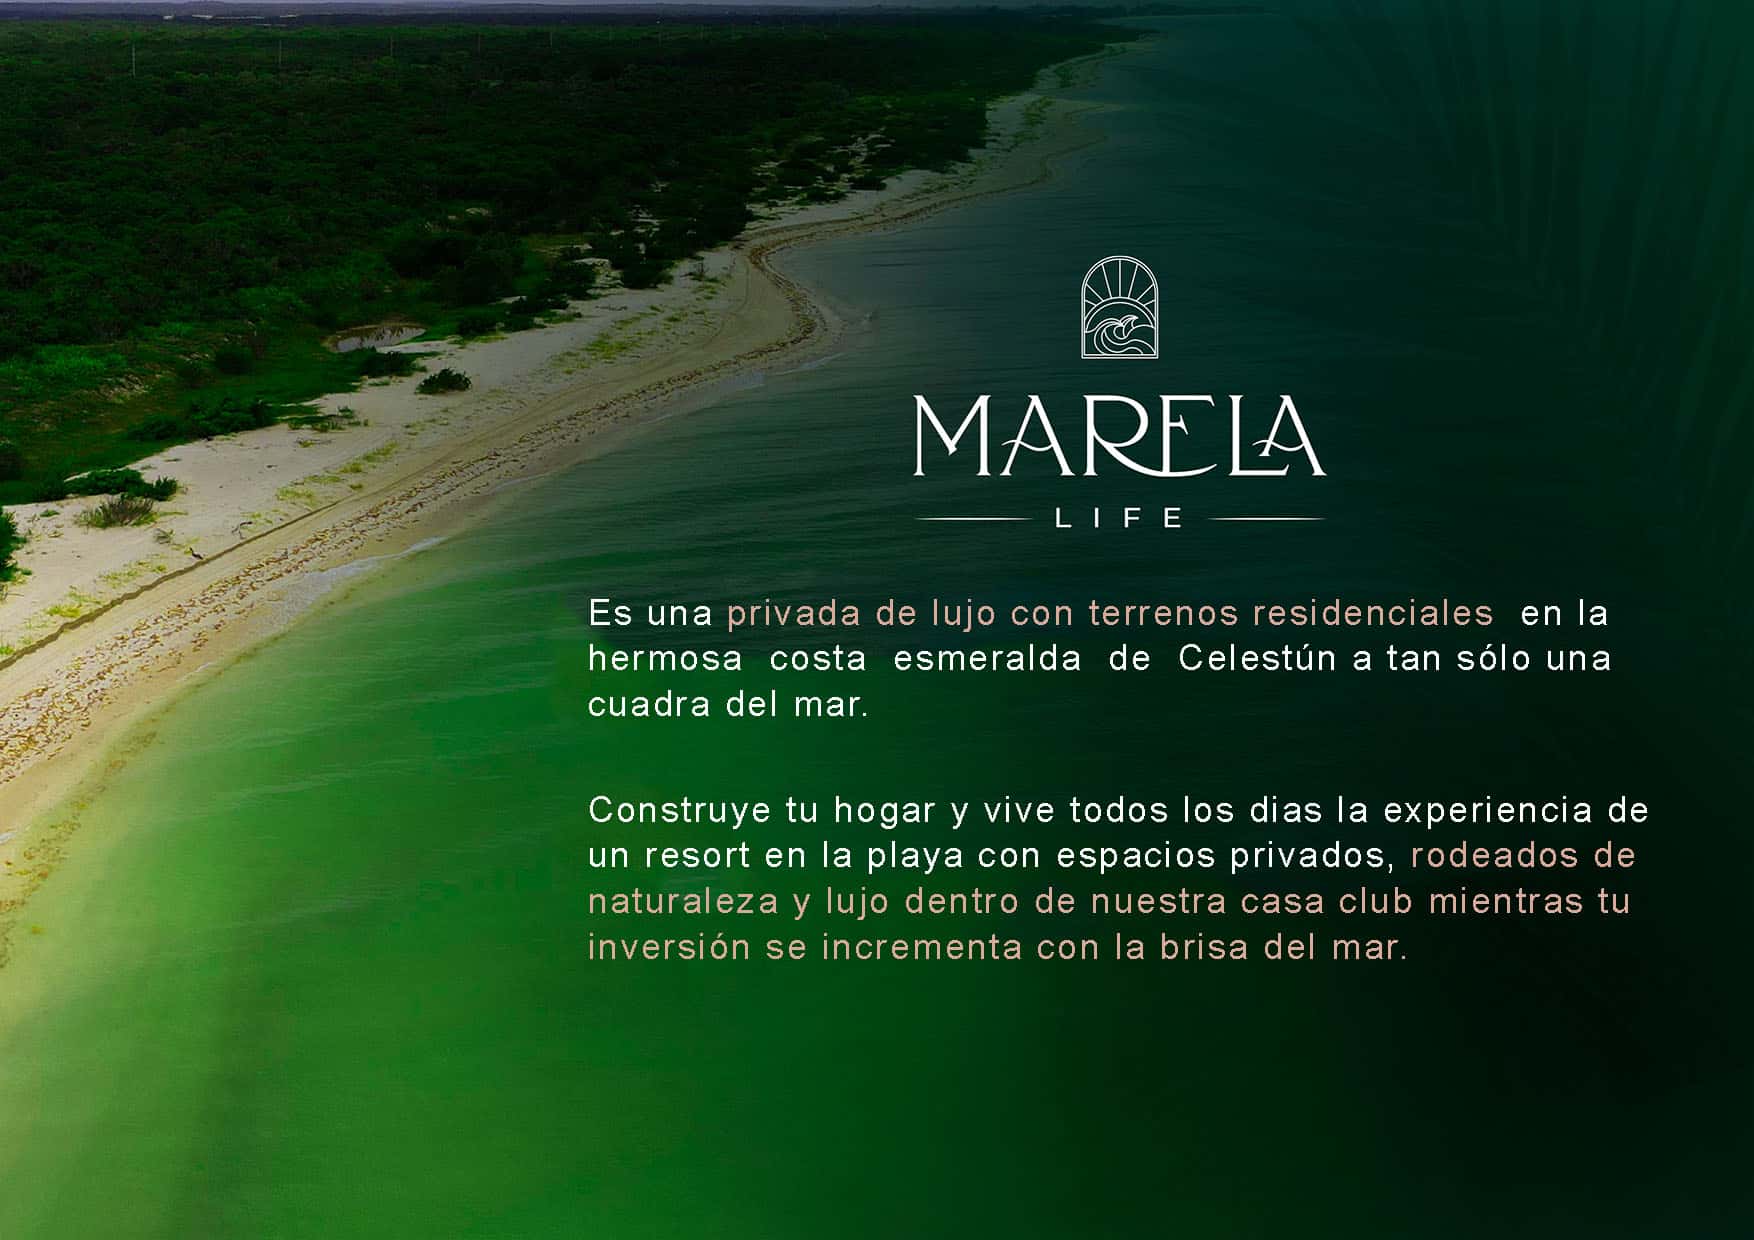 MARELA
LIFE
Es una privada de lujo con terrenos residenciales en la
hermosa costa esmeralda de Celestún a tan sólo una
cuadra del mar.
Construye tu hogar y vive todos los dias la experiencia de
un resort en la playa con espacios privados, rodeados de
naturaleza y lujo dentro de nuestra casa club mientras tu
inversión se incrementa con la brisa del mar.